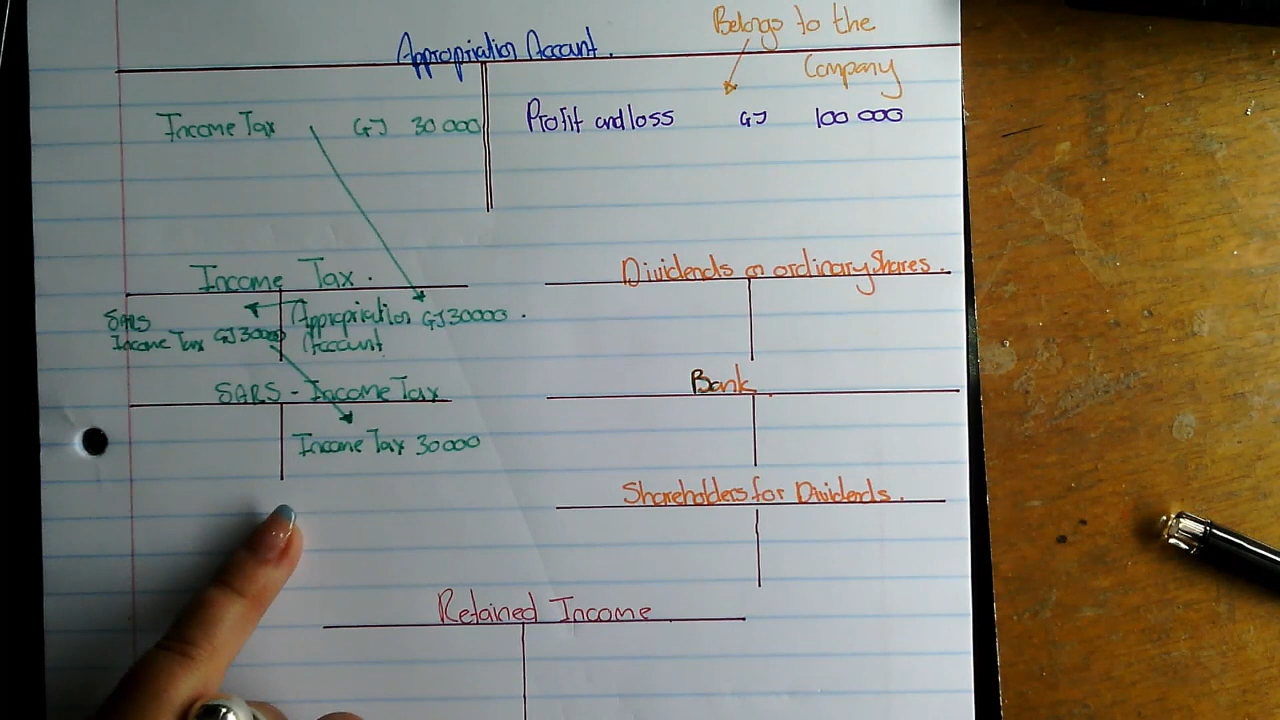 Belongs to the
Appropriation Account.
Company
Income Tax GJ 30 000 Profit and loss GJ 100 000
Income Tax. Dividends on ordinary Shares.
SARS Appropriation GJ 30000.
Income Tax GJ 30000 Account
SARS - Income Tax Bank.
Income Tax 30 000
Shareholders for Dividends.
Retained Income